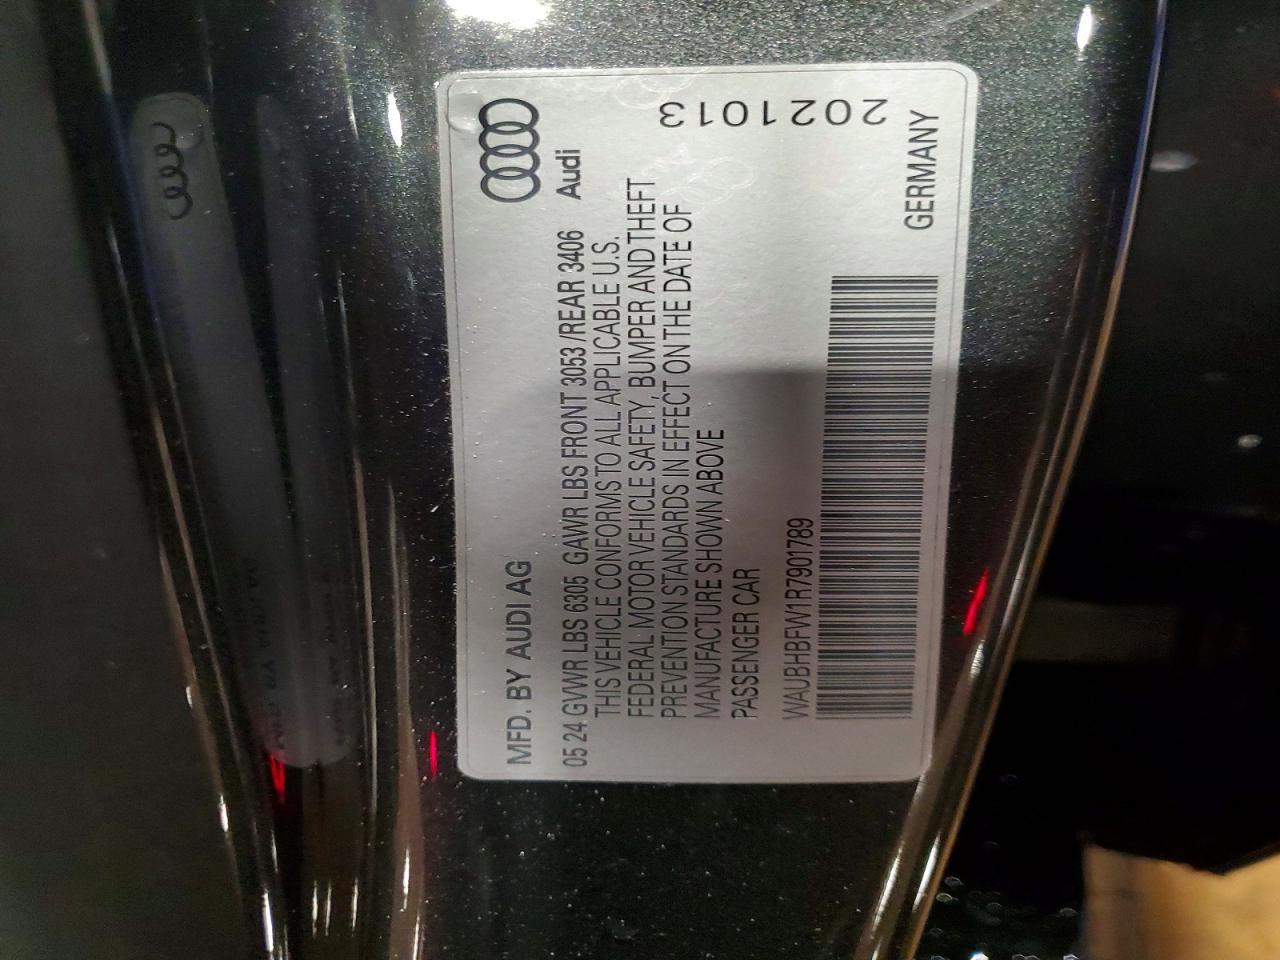 MFD. BY AUDI AG
05 24 GVWR LBS 6305 GAWR LBS FRONT 3053 /REAR 3406
Audi
THIS VEHICLE CONFORMS TO ALL APPLICABLE U.S.
FEDERAL MOTOR VEHICLE SAFETY, BUMPER AND THEFT
PREVENTION STANDARDS IN EFFECT ON THE DATE OF
MANUFACTURE SHOWN ABOVE
PASSENGER CAR
WAUBHBFW1R7901789
2021013
GERMANY